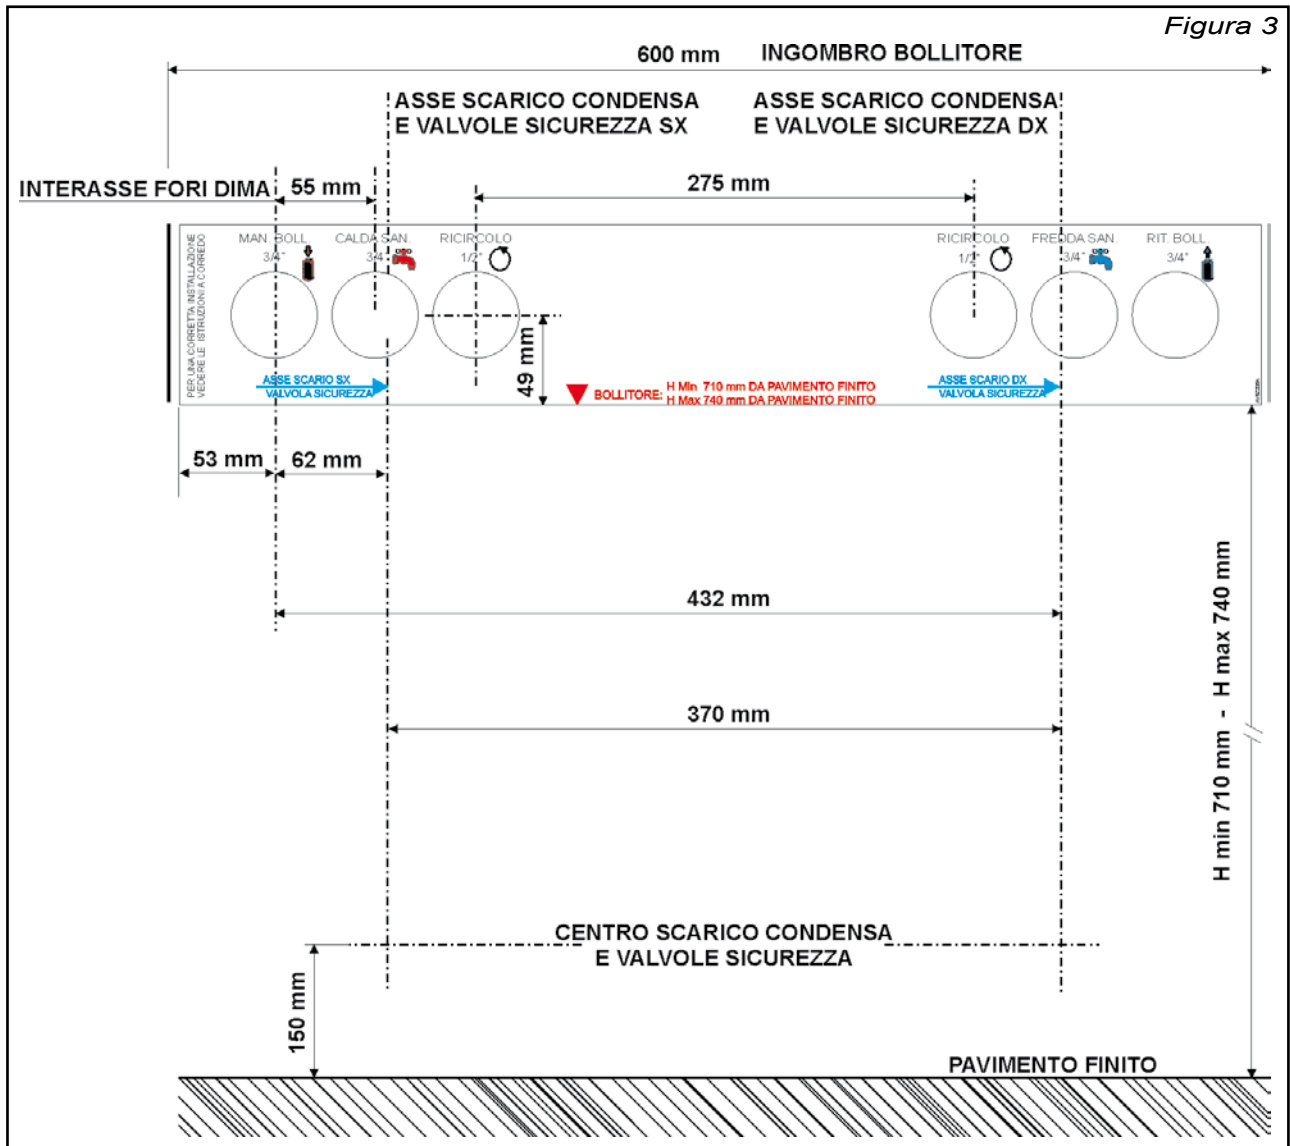 Figura 3
600 mm INGOMBRO BOLLITORE
ASSE SCARICO CONDENSA
E VALVOLE SICUREZZA SX
ASSE SCARICO CONDENSA
E VALVOLE SICUREZZA DX
INTERASSE FORI DIMA
55 mm
275 mm
PER UNA CORRETTA INSTALLAZIONE
VEDERE LE ISTRUZIONI A CORREDO
MAN. BOLL.
3/4"
CALDA SAN.
3/4"
RICIRCOLO
1/2"
RICIRCOLO
1/2"
FREDDA SAN.
3/4"
RIT. BOLL.
3/4"
49 mm
ASSE SCARIO SX
VALVOLA SICUREZZA
BOLLITORE:
H Min 710 mm DA PAVIMENTO FINITO
H Max 740 mm DA PAVIMENTO FINITO
ASSE SCARIO DX
VALVOLA SICUREZZA
53 mm
62 mm
432 mm
370 mm
H min 710 mm - H max 740 mm
CENTRO SCARICO CONDENSA
E VALVOLE SICUREZZA
150 mm
PAVIMENTO FINITO